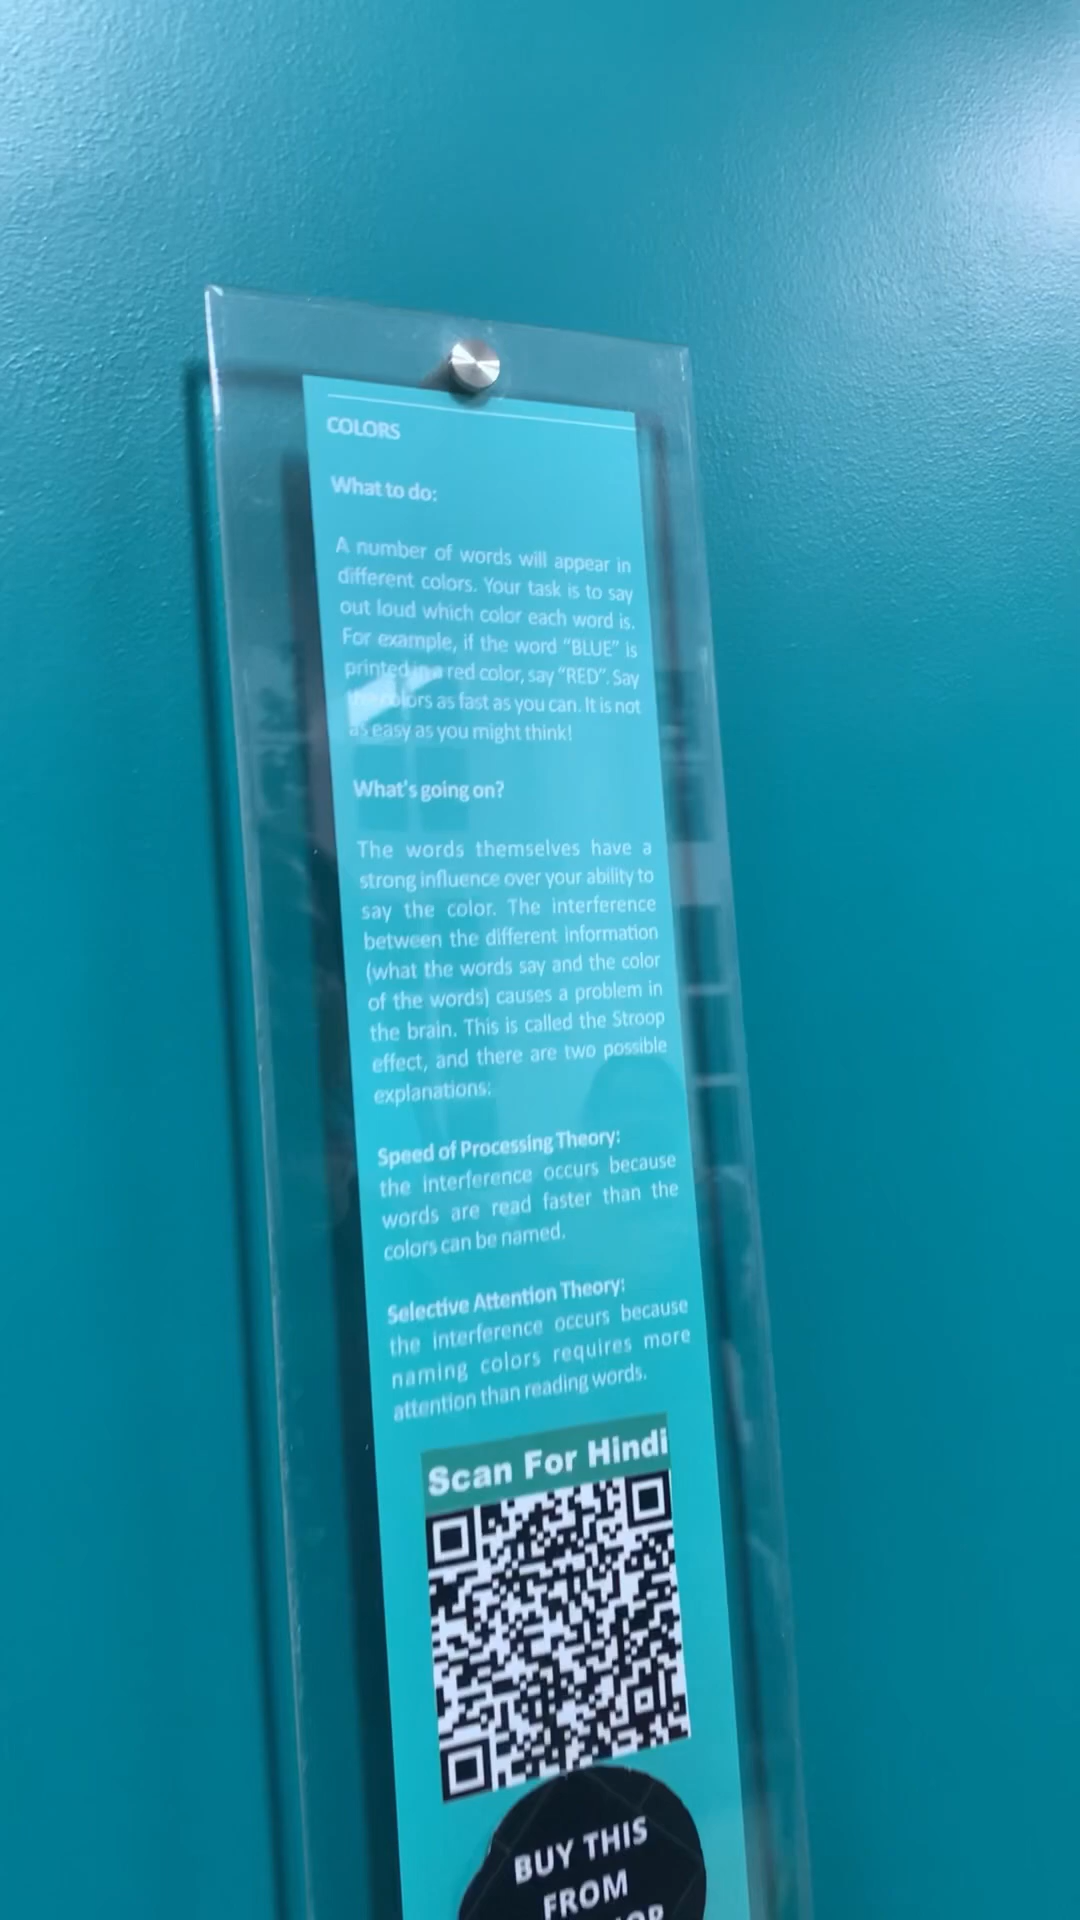 COLORS
What to do:
A number of words will appear in
different colors. Your task is to say
out loud which color each word is.
For example, if the word “BLUE” is
printed in a red color, say “RED”. Say
the colors as fast as you can. It is not
as easy as you might think!
What's going on?
The words themselves have a
strong influence over your ability to
say the color. The interference
between the different information
(what the words say and the color
of the words) causes a problem in
the brain. This is called the Stroop
effect, and there are two possible
explanations:
Speed of Processing Theory:
the interference occurs because
words are read faster than the
colors can be named.
Selective Attention Theory:
the interference occurs because
naming colors requires more
attention than reading words.
Scan For Hindi
BUY THIS
FROM